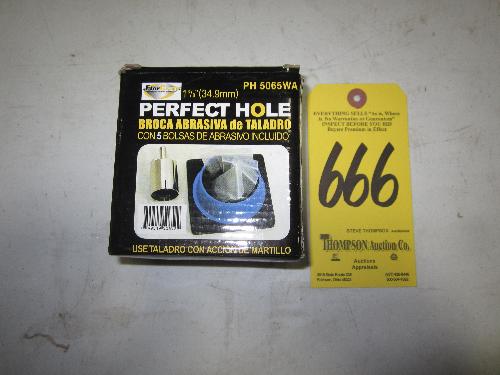 PH 5065WA
1⅜"(34.9mm)
PERFECT HOLE
BROCA ABRASIVA de TALADRO
CON 5 BOLSAS DE ABRASIVO INCLUIDO
USE TALADRO CON ACCION DE MARTILLO
EVERYTHING SELLS "As is, Where
is No Warranties or Guarantees"
INSPECT BEFORE YOU BID
Buyers Premium in Effect
666
STEVE THOMPSON
THOMPSON Auction Co.
Auctions
Appraisals